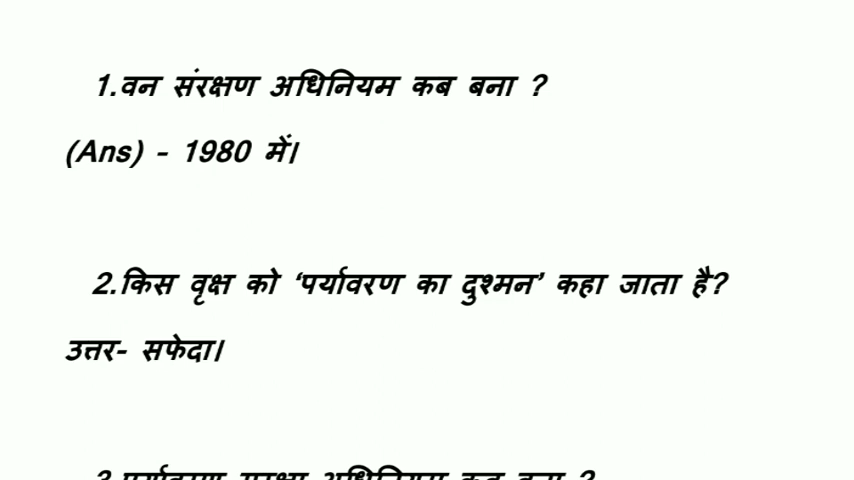 1.वन संरक्षण अधिनियम कब बना ?
(Ans) - 1980 में।
2.किस वृक्ष को ‘पर्यावरण का दुश्मन’ कहा जाता है?
उत्तर- सफेदा।